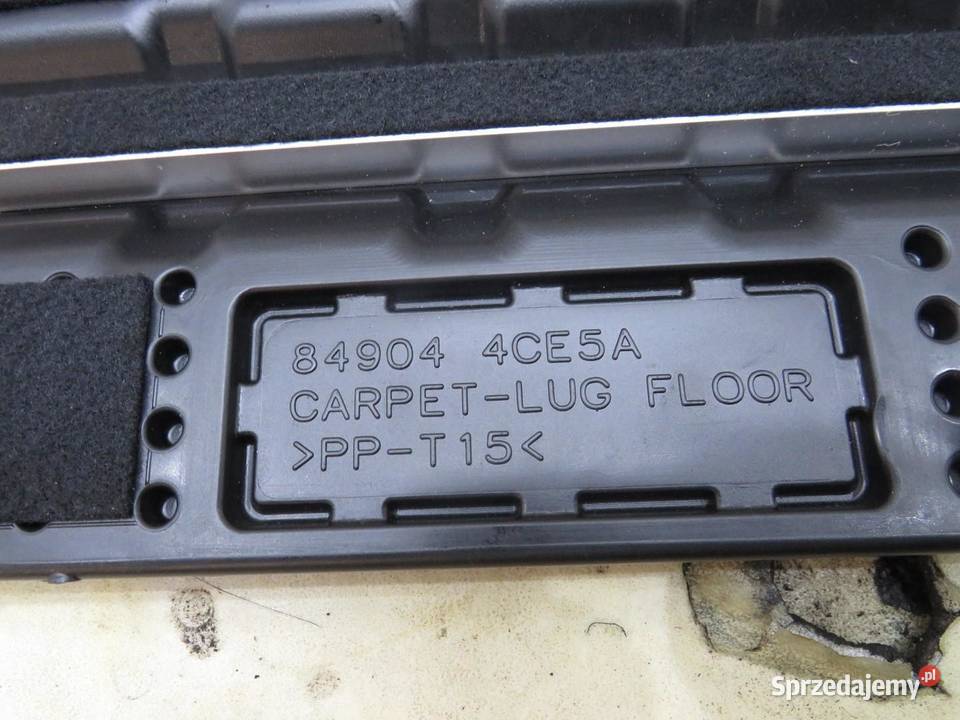 84904 4CE5A
CARPET-LUG FLOOR
>PP-T15<
Sprzedajemy.pl